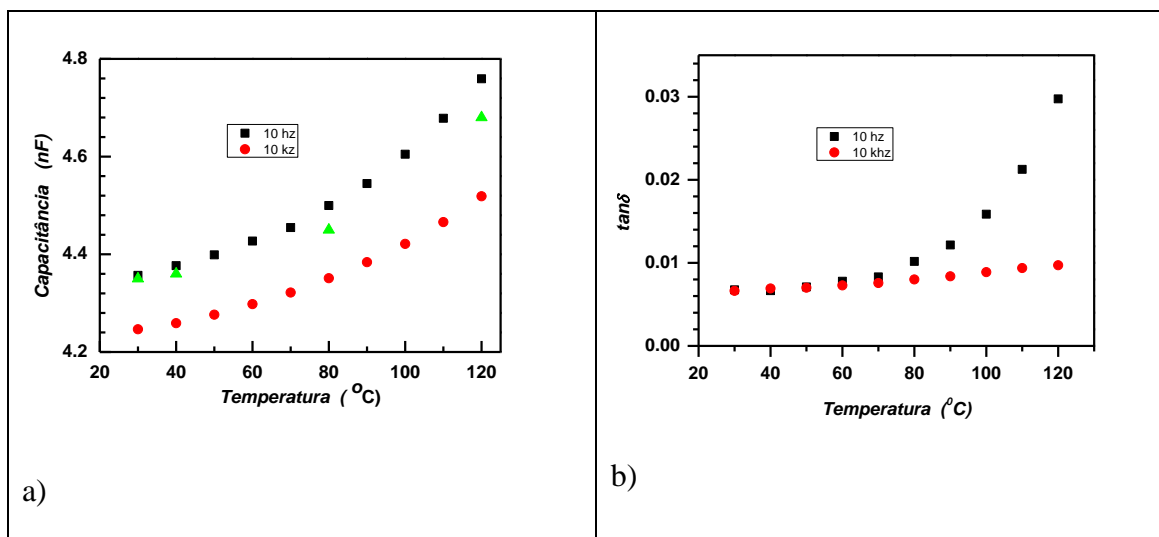 4.8
4.6
4.4
4.2
Capacitância (nF)
10 hz
10 kz
20 40 60 80 100 120
Temperatura ( ºC)
a)
0.03
0.02
0.01
0.00
tanδ
10 hz
10 khz
20 40 60 80 100 120
Temperatura (⁰C)
b)